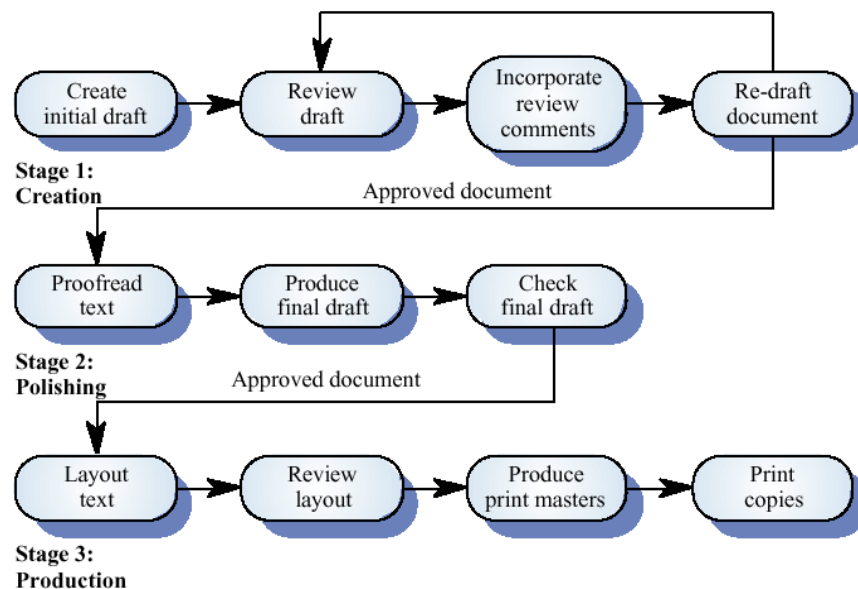 Create
initial draft
Review
draft
Incorporate
review
comments
Re-draft
document
Stage 1:
Creation
Approved document
Proofread
text
Produce
final draft
Check
final draft
Stage 2:
Polishing
Approved document
Layout
text
Review
layout
Produce
print masters
Print
copies
Stage 3:
Production